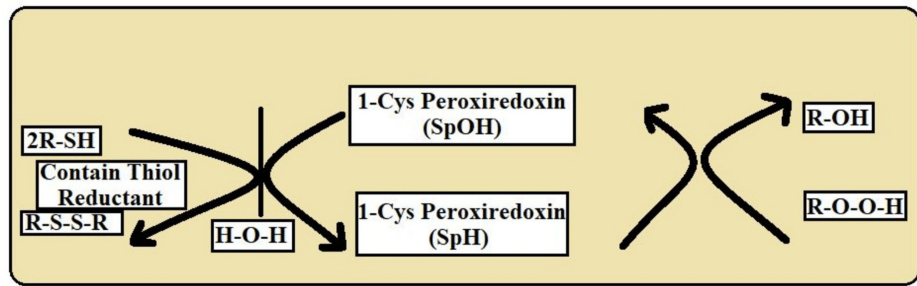 2R-SH
Contain Thiol
Reductant
R-S-S-R
H-O-H
1-Cys Peroxiredoxin
(SpOH)
1-Cys Peroxiredoxin
(SpH)
R-OH
R-O-O-H